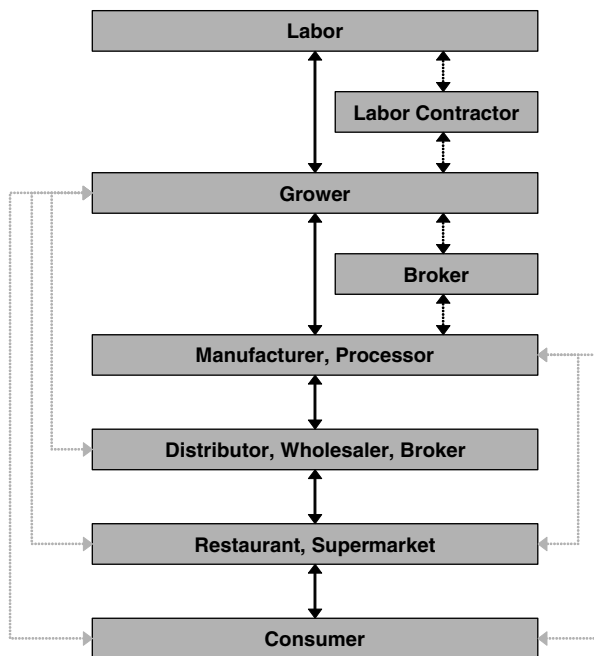 Labor
Labor Contractor
Grower
Broker
Manufacturer, Processor
Distributor, Wholesaler, Broker
Restaurant, Supermarket
Consumer